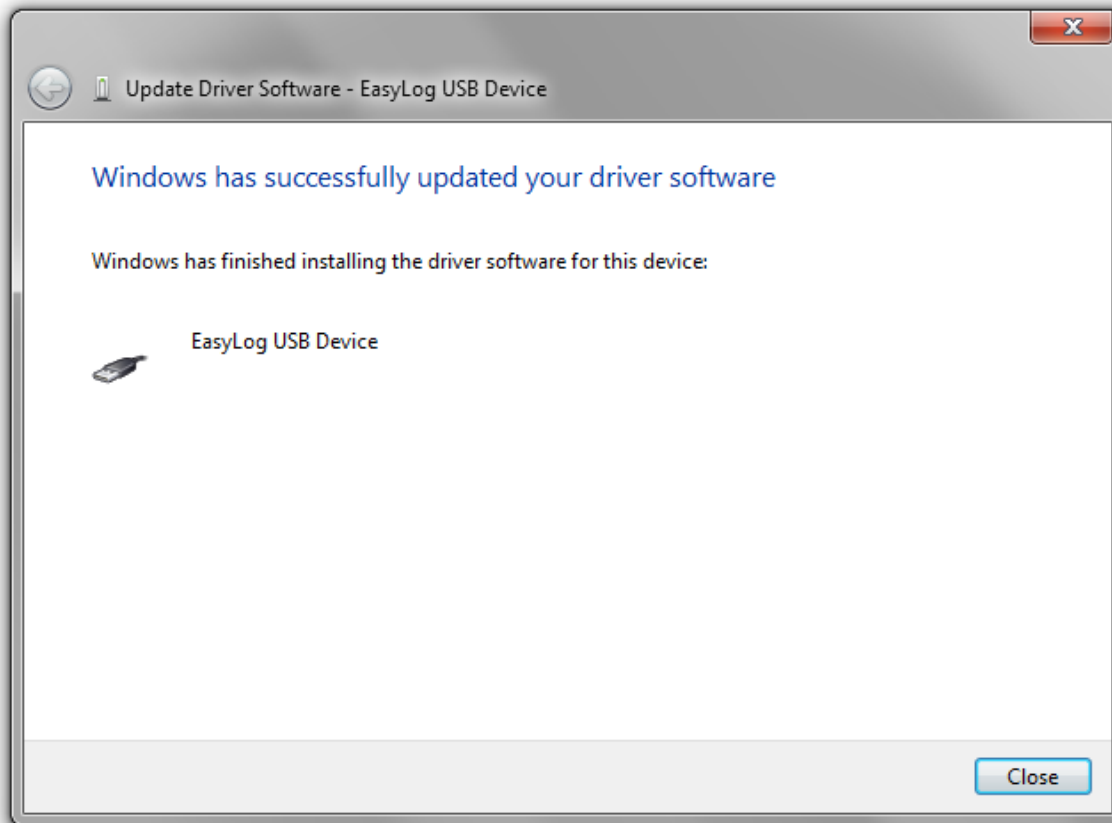 Update Driver Software - EasyLog USB Device
Windows has successfully updated your driver software
Windows has finished installing the driver software for this device:
EasyLog USB Device
Close